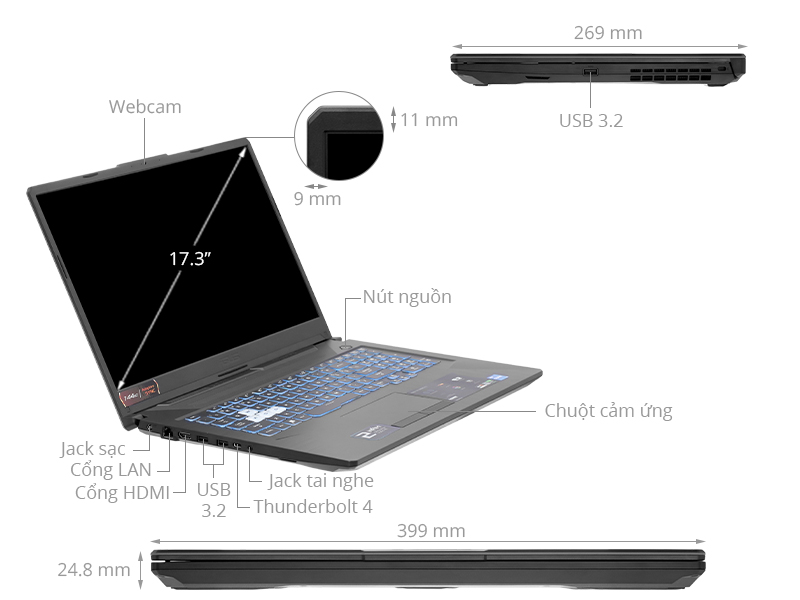 269 mm
USB 3.2
Webcam
11 mm
9 mm
17.3”
Nút nguồn
144Hz
Chuột cảm ứng
Jack sạc
Cổng LAN
Cổng HDMI
USB
3.2
Jack tai nghe
Thunderbolt 4
399 mm
24.8 mm